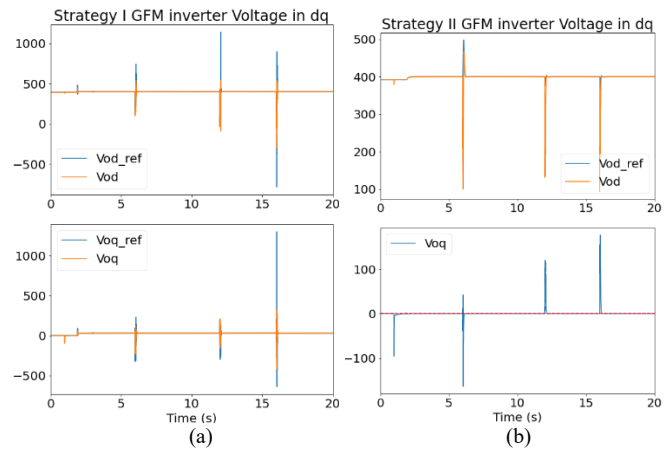 Strategy I GFM inverter Voltage in dq
1000
500
0
−500
Vod_ref
Vod
0 5 10 15 20
1000
500
0
−500
Voq_ref
Voq
0 5 10 15 20
Time (s)
(a)
Strategy II GFM inverter Voltage in dq
500
400
300
200
100
Vod_ref
Vod
0 5 10 15 20
100
0
−100
Voq
0 5 10 15 20
Time (s)
(b)